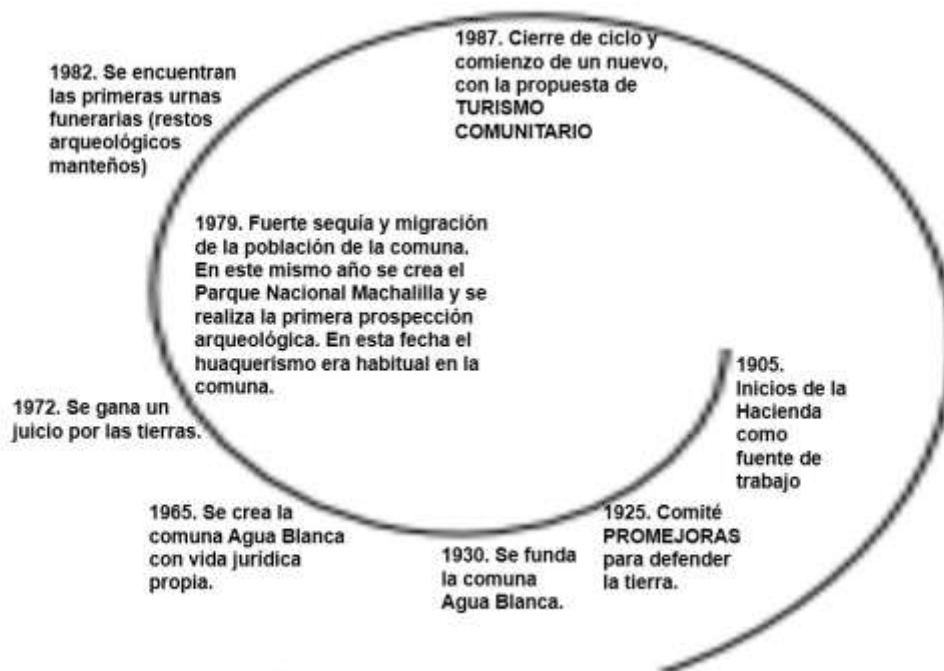 1987. Cierre de ciclo y
comienzo de un nuevo,
con la propuesta de
TURISMO
COMUNITARIO
1982. Se encuentran
las primeras urnas
funerarias (restos
arqueológicos
manteños)
1979. Fuerte sequía y migración
de la población de la comuna.
En este mismo año se crea el
Parque Nacional Machalilla y se
realiza la primera prospección
arqueológica. En esta fecha el
huaquerismo era habitual en la
comuna.
1905.
Inicios de la
Hacienda
como
fuente de
trabajo
1972. Se gana un
juicio por las tierras.
1965. Se crea la
comuna Agua Blanca
con vida jurídica
propia.
1930. Se funda
la comuna
Agua Blanca.
1925. Comité
PROMEJORAS
para defender
la tierra.